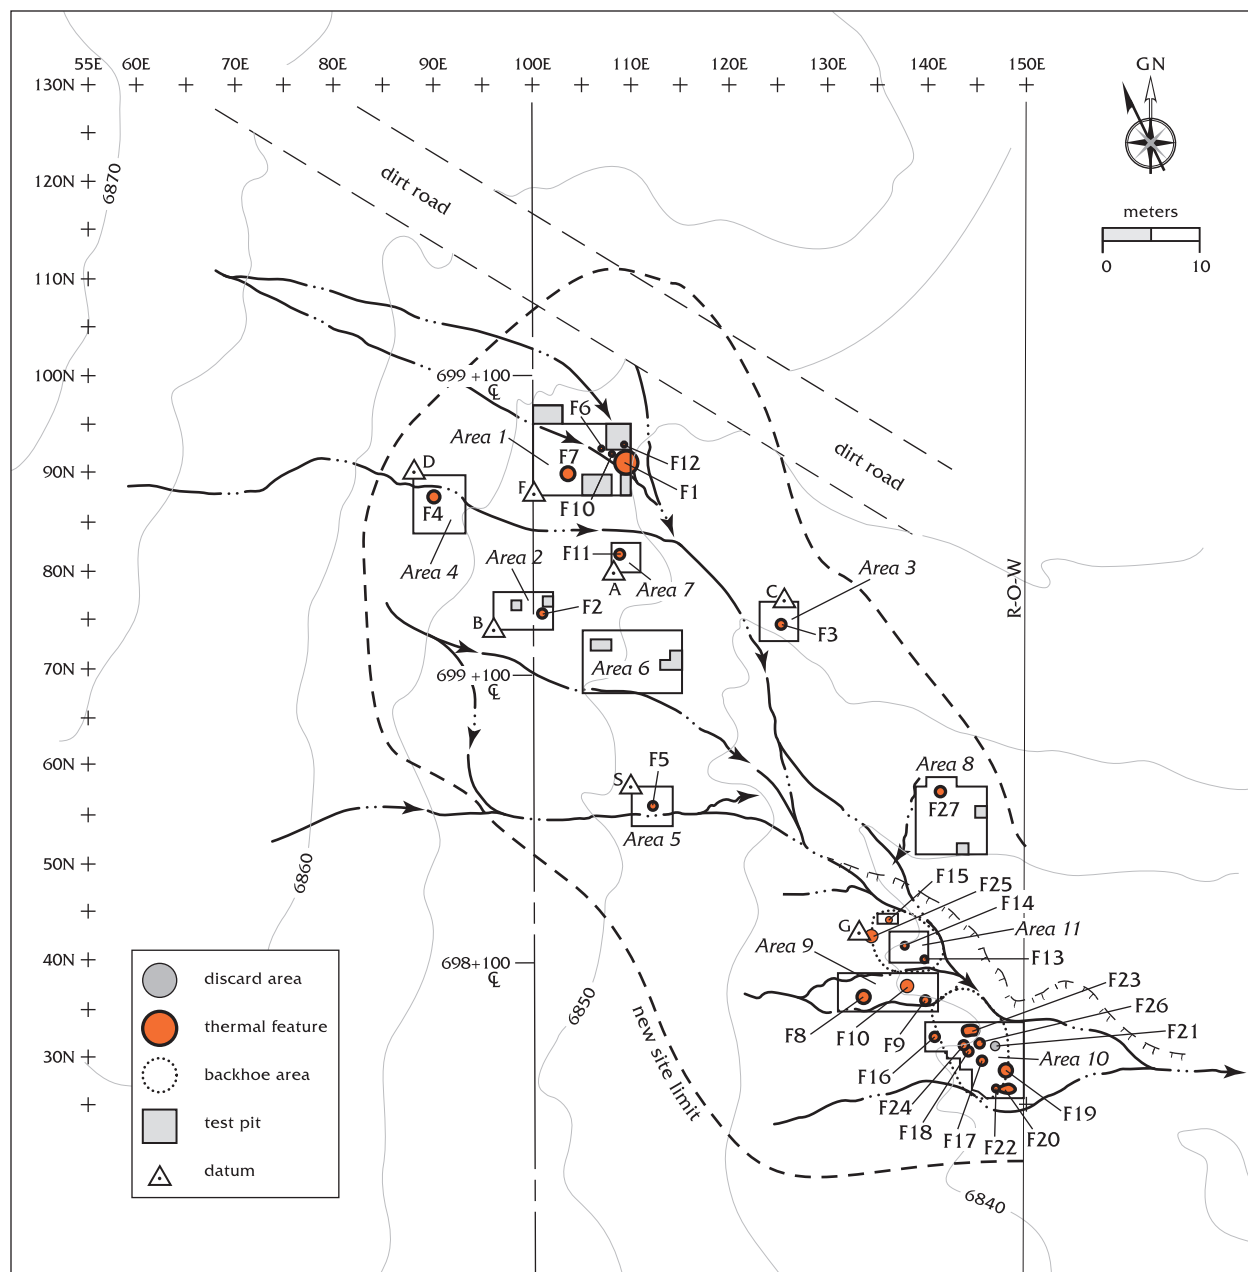 GN
55E 60E 70E 80E 90E 100E 110E 120E 130E 140E 150E
130N
120N
110N
100N
90N
80N
70N
60N
50N
40N
30N
6870
dirt road
meters
0 10
699 +100
℄
F6
Area 1
F7
F12
F1
F10
F
D
F4
Area 4
dirt road
F11
A
Area 7
Area 2
F2
B
C
Area 3
F3
R-O-W
Area 6
699 +100
℄
S
F5
Area 5
Area 8
F27
6860
F15
F25
F14
G
Area 11
F13
Area 9
F8
F10
F9
698+100
℄
6850
new site limit
F23
F26
F21
Area 10
F16
F24
F18
F17
F22
F20
F19
6840
discard area
thermal feature
backhoe area
test pit
datum